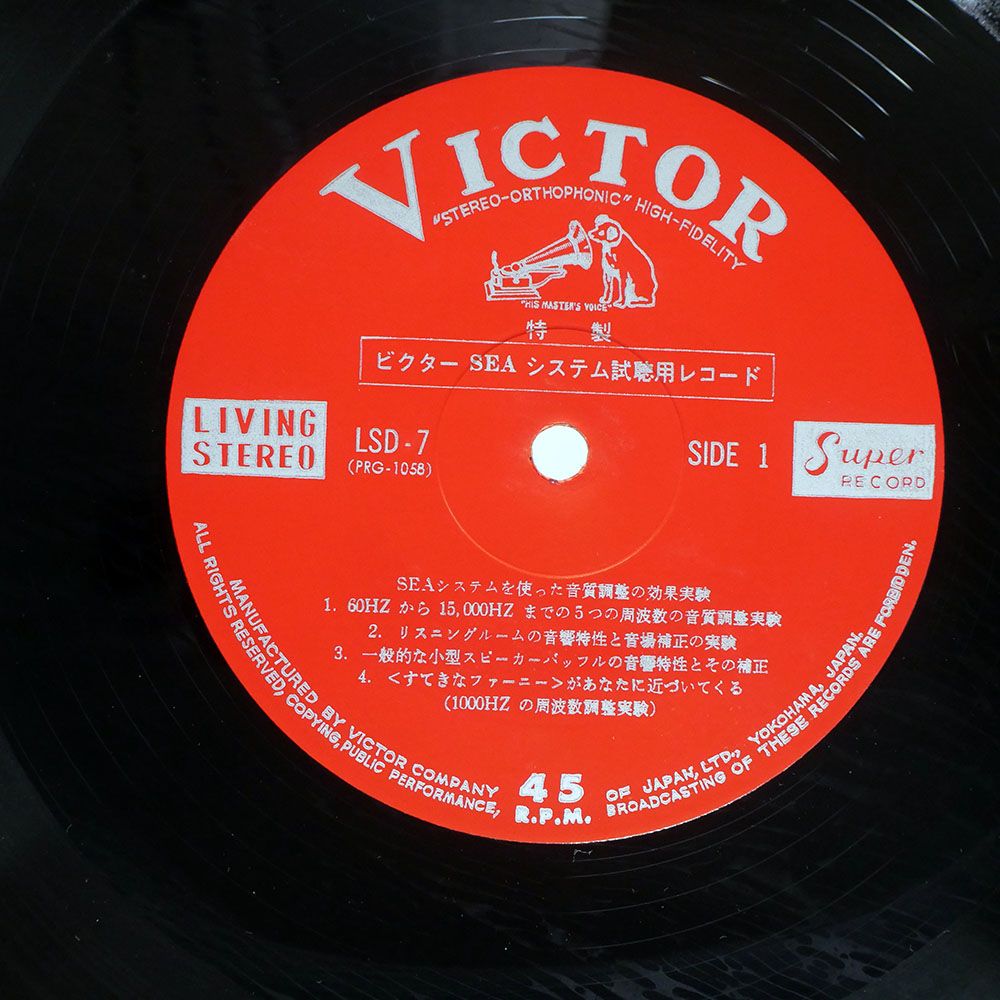 VICTOR
"STEREO-ORTHOPHONIC" HIGH-FIDELITY
"HIS MASTER'S VOICE"
特製
ビクター SEA システム試聴用レコード
LIVING
STEREO
LSD-7
(PRG-1058)
SIDE 1
Super
RECORD
SEAシステムを使った音質調整の効果実験
1. 60HZ から 15,000HZ までの5つの周波数の音質調整実験
2. リスニングルームの音響特性と音場補正の実験
3. 一般的な小型スピーカーバッフルの音響特性とその補正
4. <すてきなファーニー>があなたに近づいてくる
(1000HZ の周波数調整実験)
MANUFACTURED BY VICTOR COMPANY OF JAPAN, LTD., YOKOHAMA, JAPAN.
ALL RIGHTS RESERVED, COPYING, PUBLIC PERFORMANCE, BROADCASTING OF THESE RECORDS ARE FORBIDDEN.
45
R.P.M.